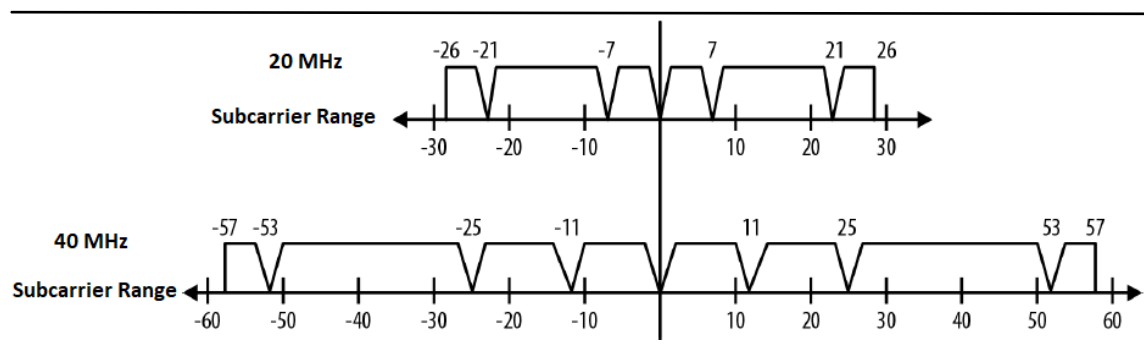 -26 -21 -7 7 21 26
20 MHz
Subcarrier Range
-30 -20 -10 10 20 30
-57 -53 -25 -11 11 25 53 57
40 MHz
Subcarrier Range
-60 -50 -40 -30 -20 -10 10 20 30 40 50 60